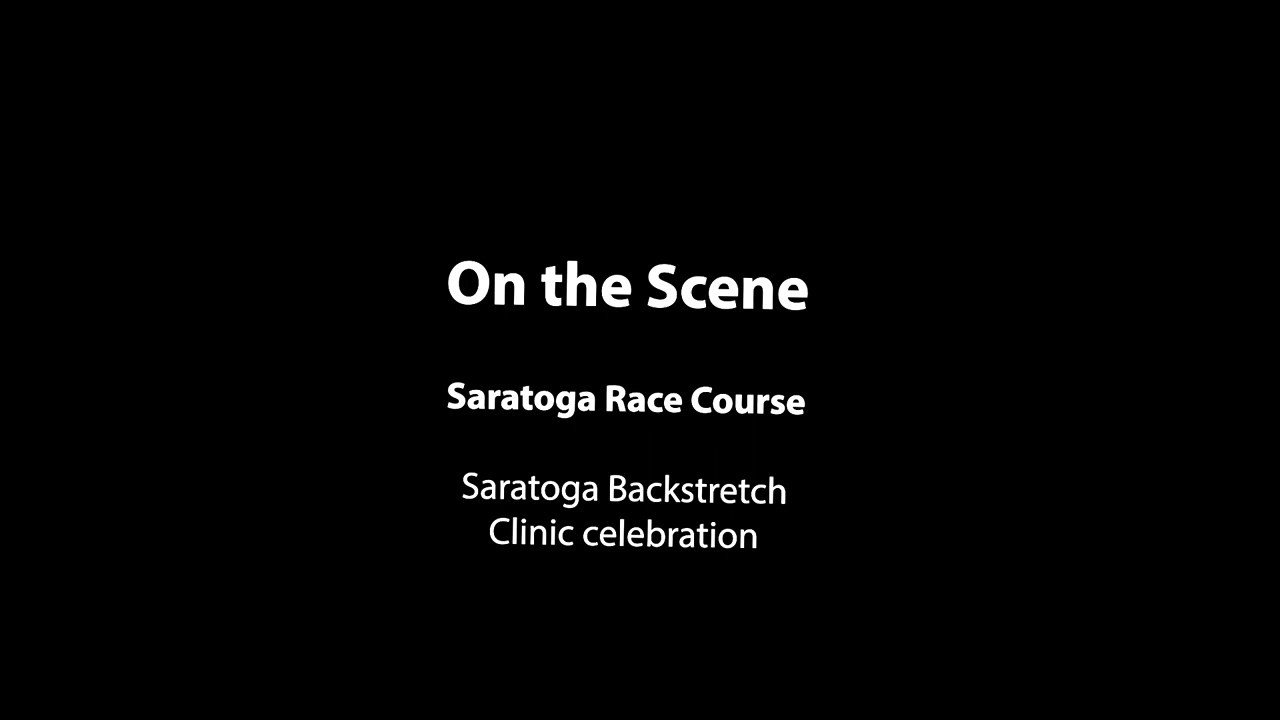 On the Scene
Saratoga Race Course
Saratoga Backstretch
Clinic celebration